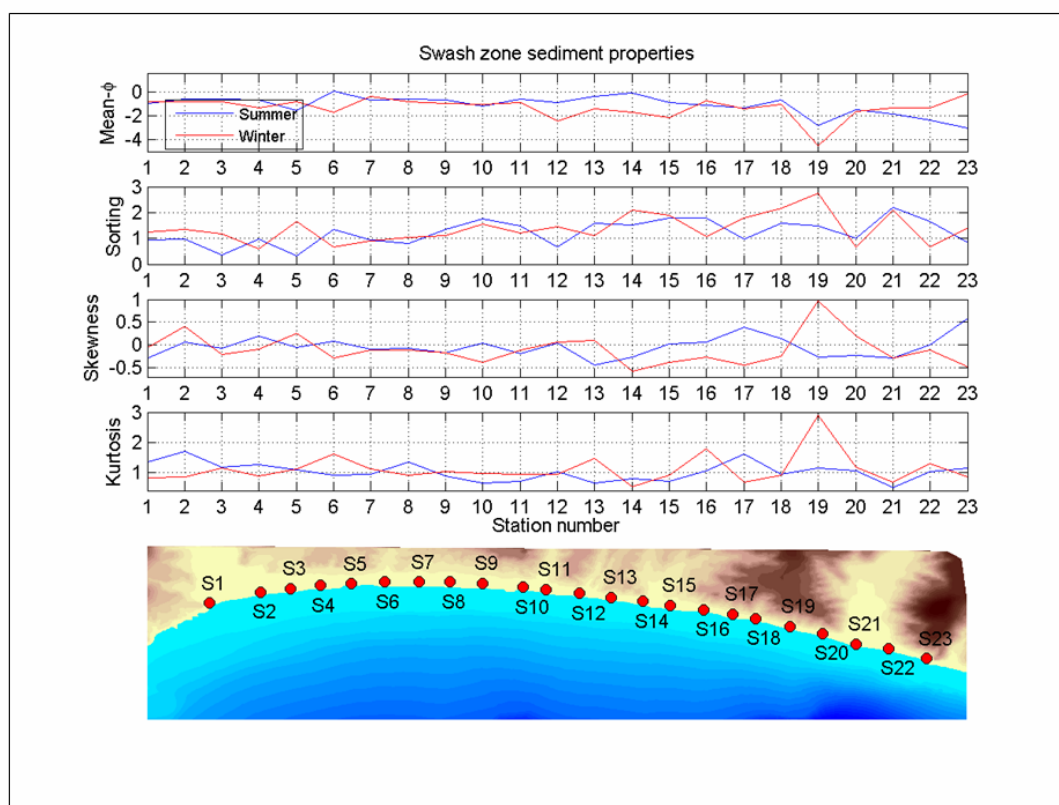 Swash zone sediment properties
Mean-ϕ
0
-2
-4
Summer
Winter
1 2 3 4 5 6 7 8 9 10 11 12 13 14 15 16 17 18 19 20 21 22 23
Sorting
3
2
1
0
1 2 3 4 5 6 7 8 9 10 11 12 13 14 15 16 17 18 19 20 21 22 23
Skewness
1
0.5
0
-0.5
1 2 3 4 5 6 7 8 9 10 11 12 13 14 15 16 17 18 19 20 21 22 23
Kurtosis
3
2
1
1 2 3 4 5 6 7 8 9 10 11 12 13 14 15 16 17 18 19 20 21 22 23
Station number
S1 S3 S5 S7 S9 S11 S13 S15 S17 S19 S21 S23
S2 S4 S6 S8 S10 S12 S14 S16 S18 S20 S22